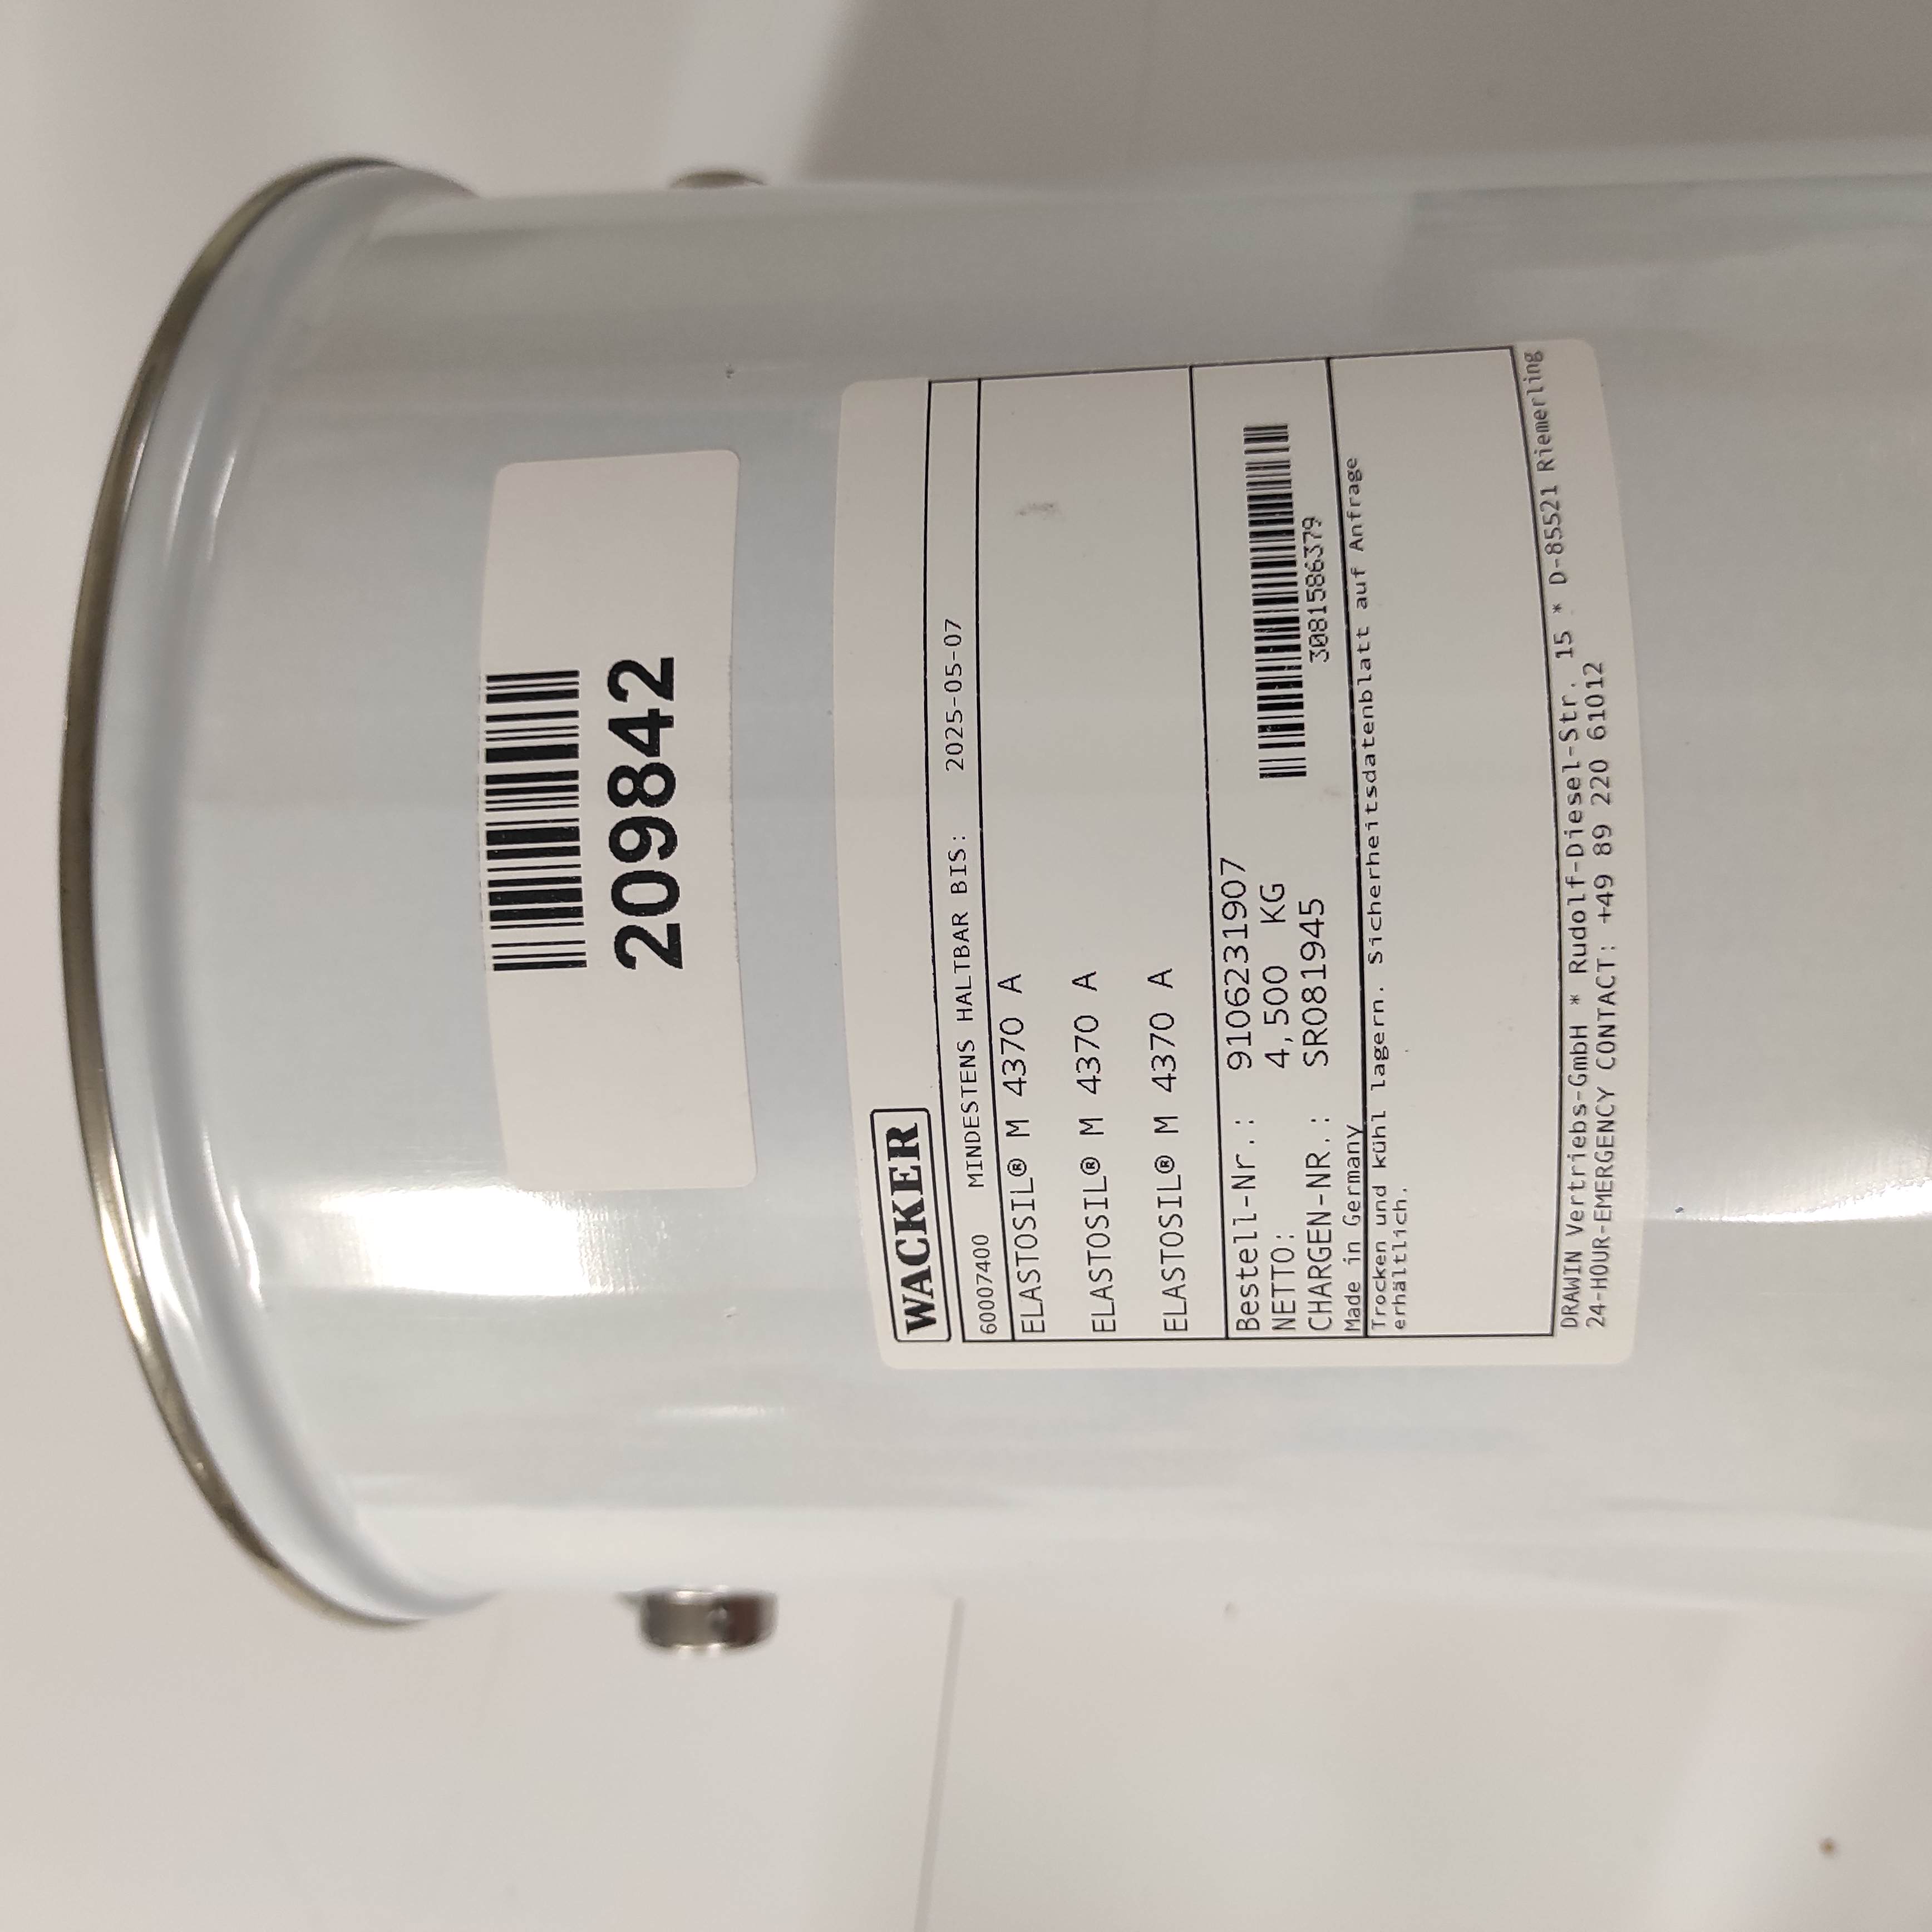 209842
WACKER
60007400 MINDESTENS HALTBAR BIS: 2025-05-07
ELASTOSIL® M 4370 A
ELASTOSIL® M 4370 A
ELASTOSIL® M 4370 A
Bestell-Nr.: 910623190​7
NETTO: 4,500 KG
CHARGEN-NR.: SR081945
3081586379
Made in Germany
Trocken und kühl lagern. Sicherheitsdatenblatt auf Anfrage
erhältlich.
DRAWIN Vertriebs-GmbH * Rudolf-Diesel-Str. 15 * D-85521 Riemerling
24-HOUR-EMERGENCY CONTACT: +49 89 220 61012